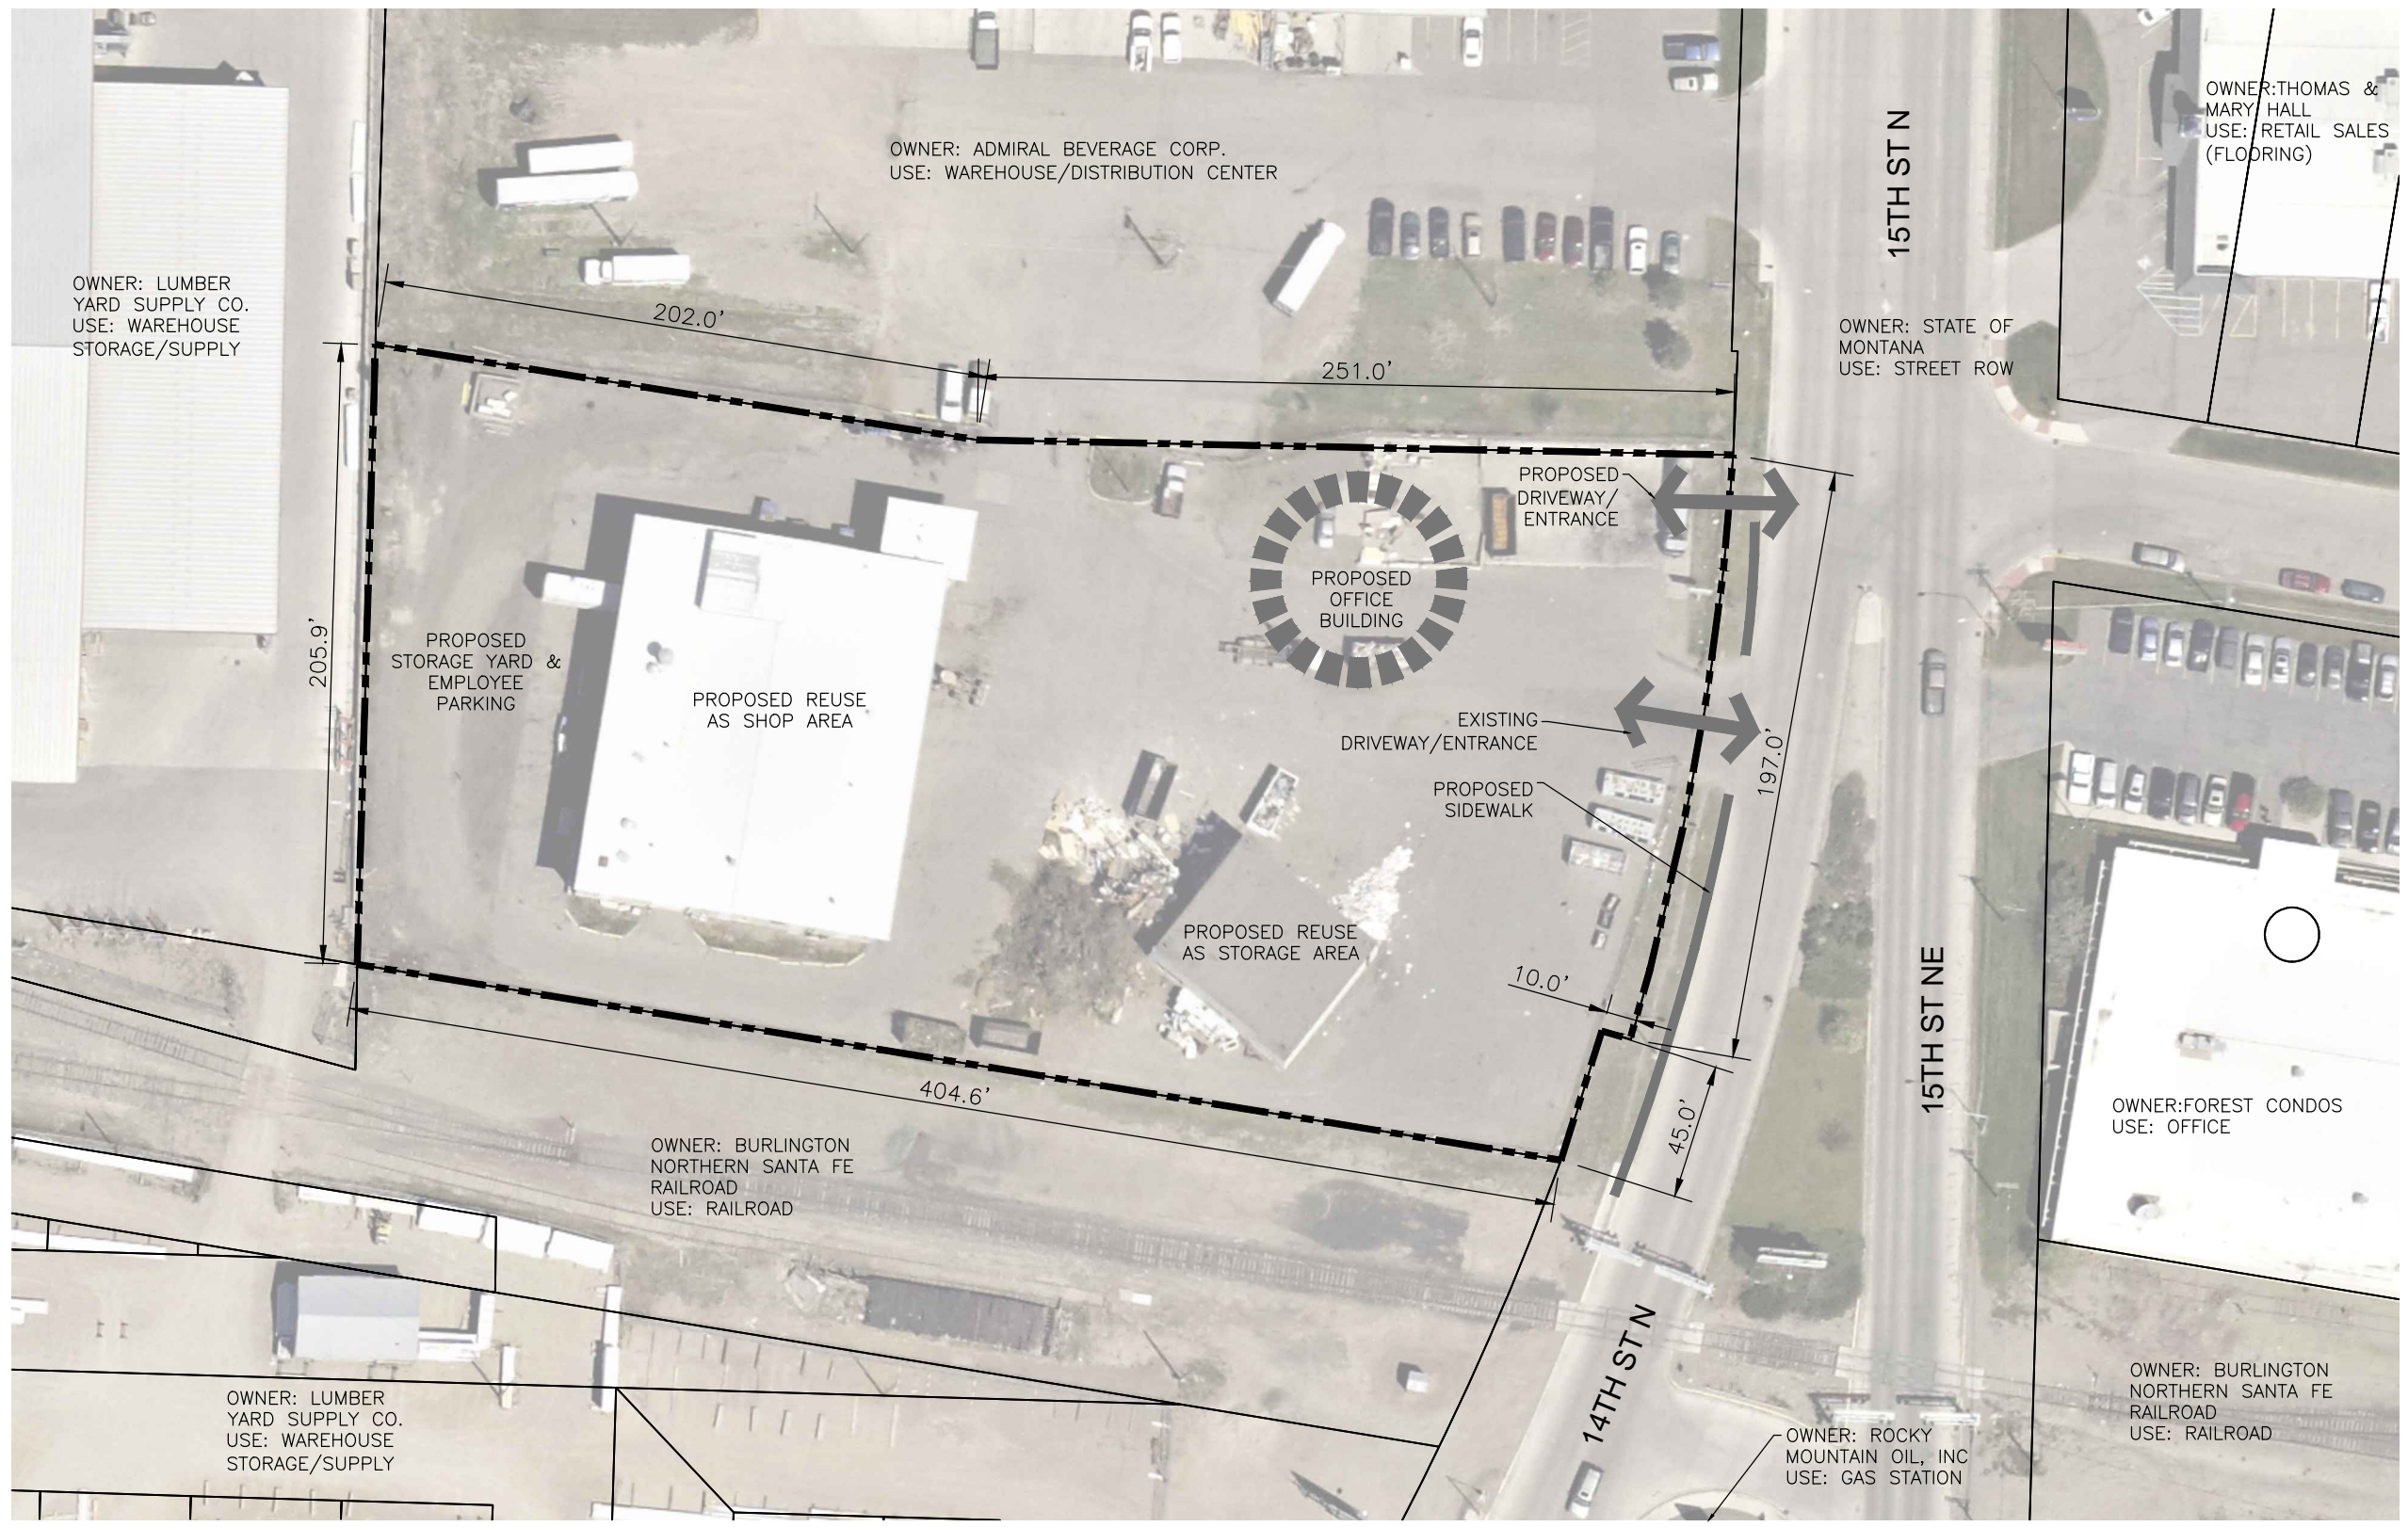 OWNER:THOMAS &
MARY HALL
USE: RETAIL SALES
(FLOORING)
15TH ST N
OWNER: ADMIRAL BEVERAGE CORP.
USE: WAREHOUSE/DISTRIBUTION CENTER
OWNER: LUMBER
YARD SUPPLY CO.
USE: WAREHOUSE
STORAGE/SUPPLY
202.0'
251.0'
OWNER: STATE OF
MONTANA
USE: STREET ROW
PROPOSED
DRIVEWAY/
ENTRANCE
PROPOSED
OFFICE
BUILDING
205.9'
PROPOSED
STORAGE YARD &
EMPLOYEE
PARKING
PROPOSED REUSE
AS SHOP AREA
EXISTING
DRIVEWAY/ENTRANCE
197.0'
PROPOSED
SIDEWALK
PROPOSED REUSE
AS STORAGE AREA
10.0'
15TH ST NE
404.6'
45.0'
OWNER:FOREST CONDOS
USE: OFFICE
OWNER: BURLINGTON
NORTHERN SANTA FE
RAILROAD
USE: RAILROAD
14TH ST N
OWNER: LUMBER
YARD SUPPLY CO.
USE: WAREHOUSE
STORAGE/SUPPLY
OWNER: ROCKY
MOUNTAIN OIL, INC
USE: GAS STATION
OWNER: BURLINGTON
NORTHERN SANTA FE
RAILROAD
USE: RAILROAD